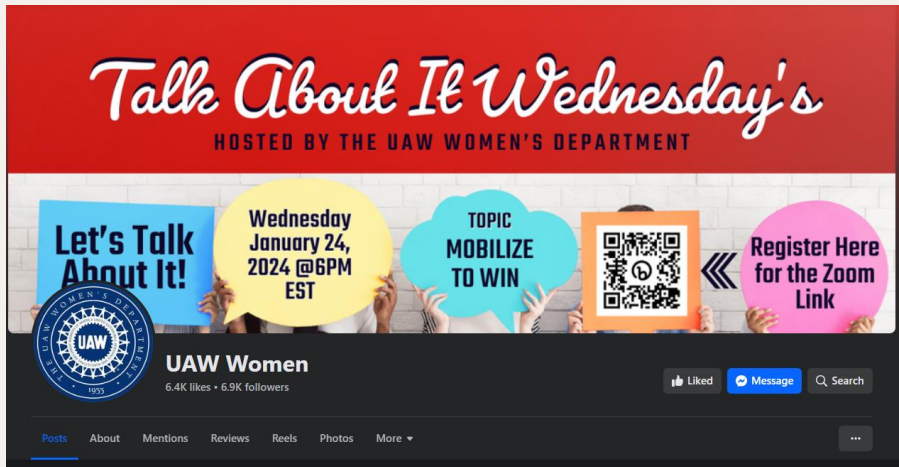 Talk About It Wednesday's
HOSTED BY THE UAW WOMEN'S DEPARTMENT
Let's Talk
About It!
Wednesday
January 24,
2024 @6PM
EST
TOPIC
MOBILIZE
TO WIN
Register Here
for the Zoom
Link
THE UAW WOMEN'S DEPARTMENT
UAW
1955
UAW Women
6.4K likes • 6.9K followers
Liked
Message
Search
Posts
About
Mentions
Reviews
Reels
Photos
More